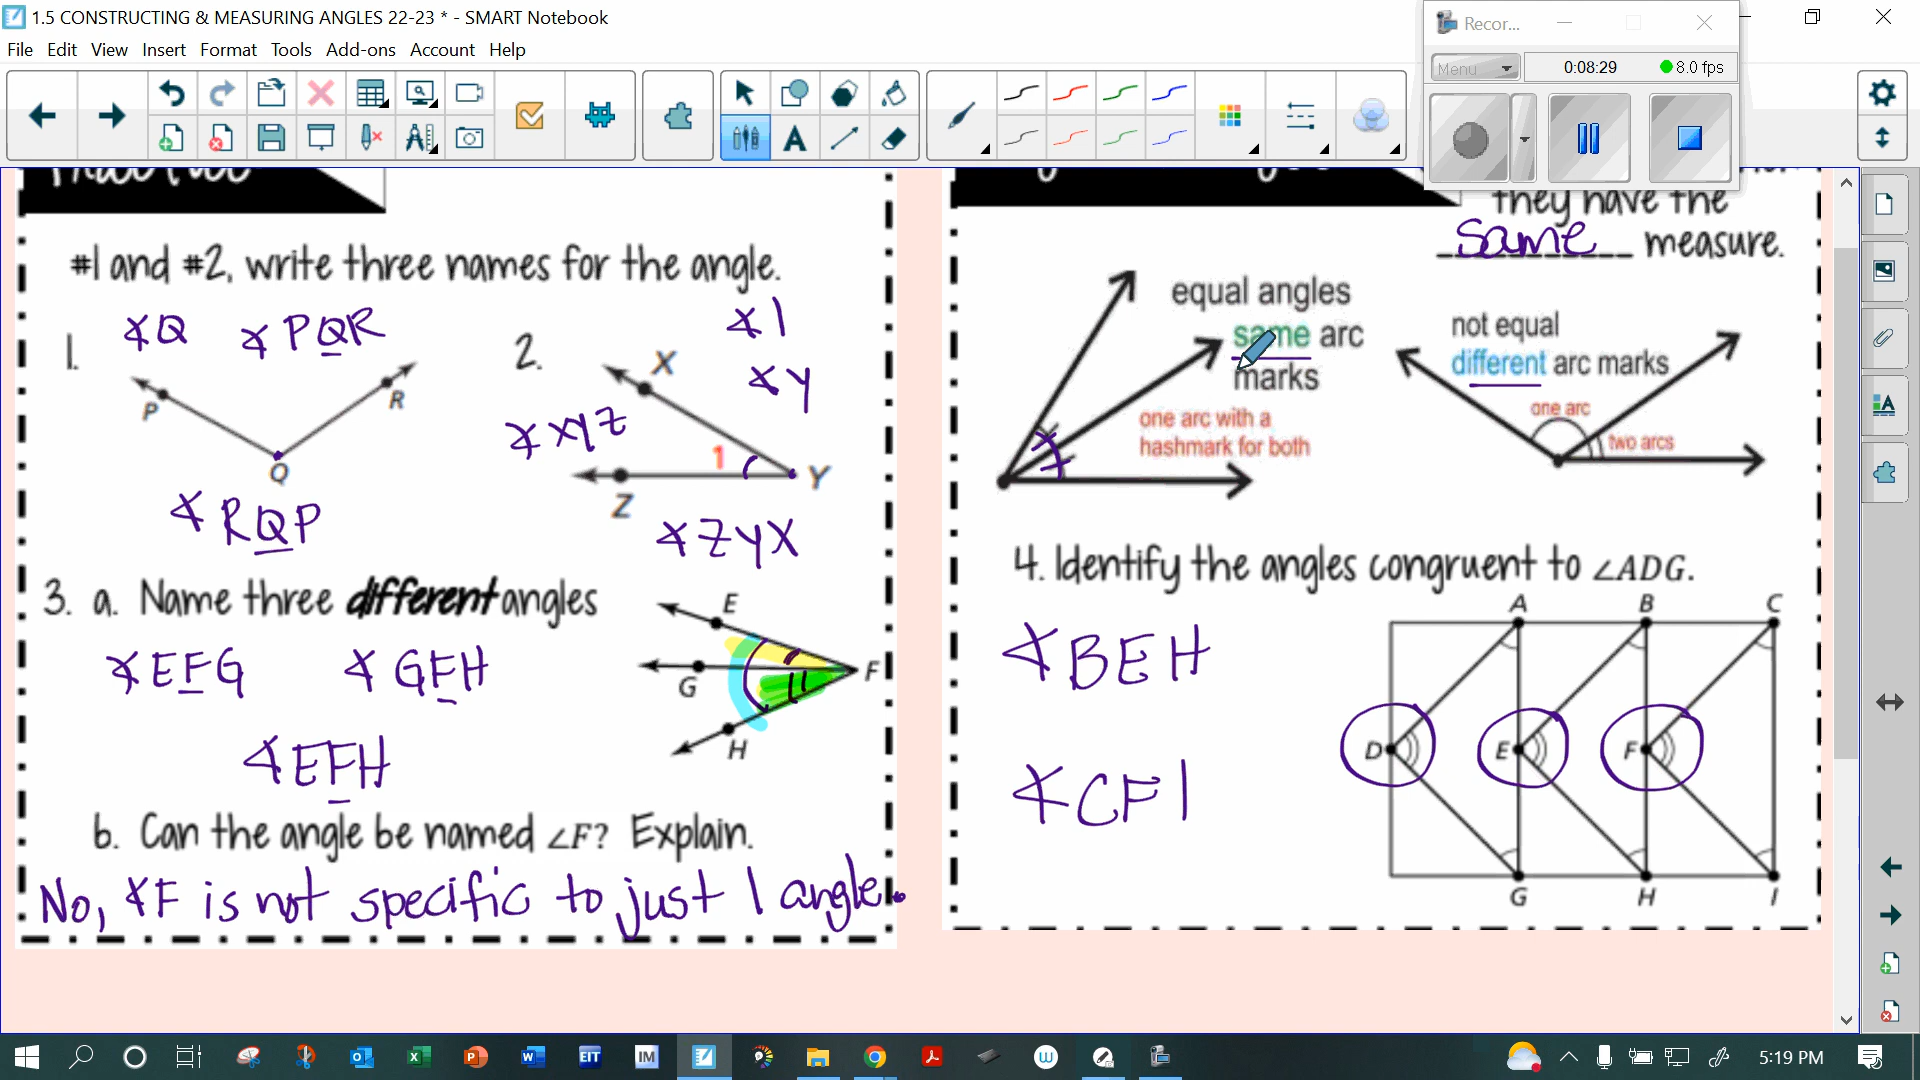 1.5 CONSTRUCTING & MEASURING ANGLES 22-23 * - SMART Notebook
File Edit View Insert Format Tools Add-ons Account Help
Recor...
Menu
0:08:29
8.0 fps
Practice
#1 and #2, write three names for the angle.
1.
∡Q ∡PQR
P
R
Q
∡RQP
2.
∡1
∡Y
X
∡XYZ
1
Y
Z
∡ZYX
3. a. Name three different angles
∡EFG ∡GFH
∡EFH
E
F
G
H
b. Can the angle be named ∠F? Explain.
No, ∡F is not specific to just 1 angle.
they have the
same measure.
equal angles
same arc
marks
one arc with a
hashmark for both
not equal
different arc marks
one arc
two arcs
4. Identify the angles congruent to ∠ADG.
∡BEH
∡CFI
A B C
D E F
G H I
5:19 PM